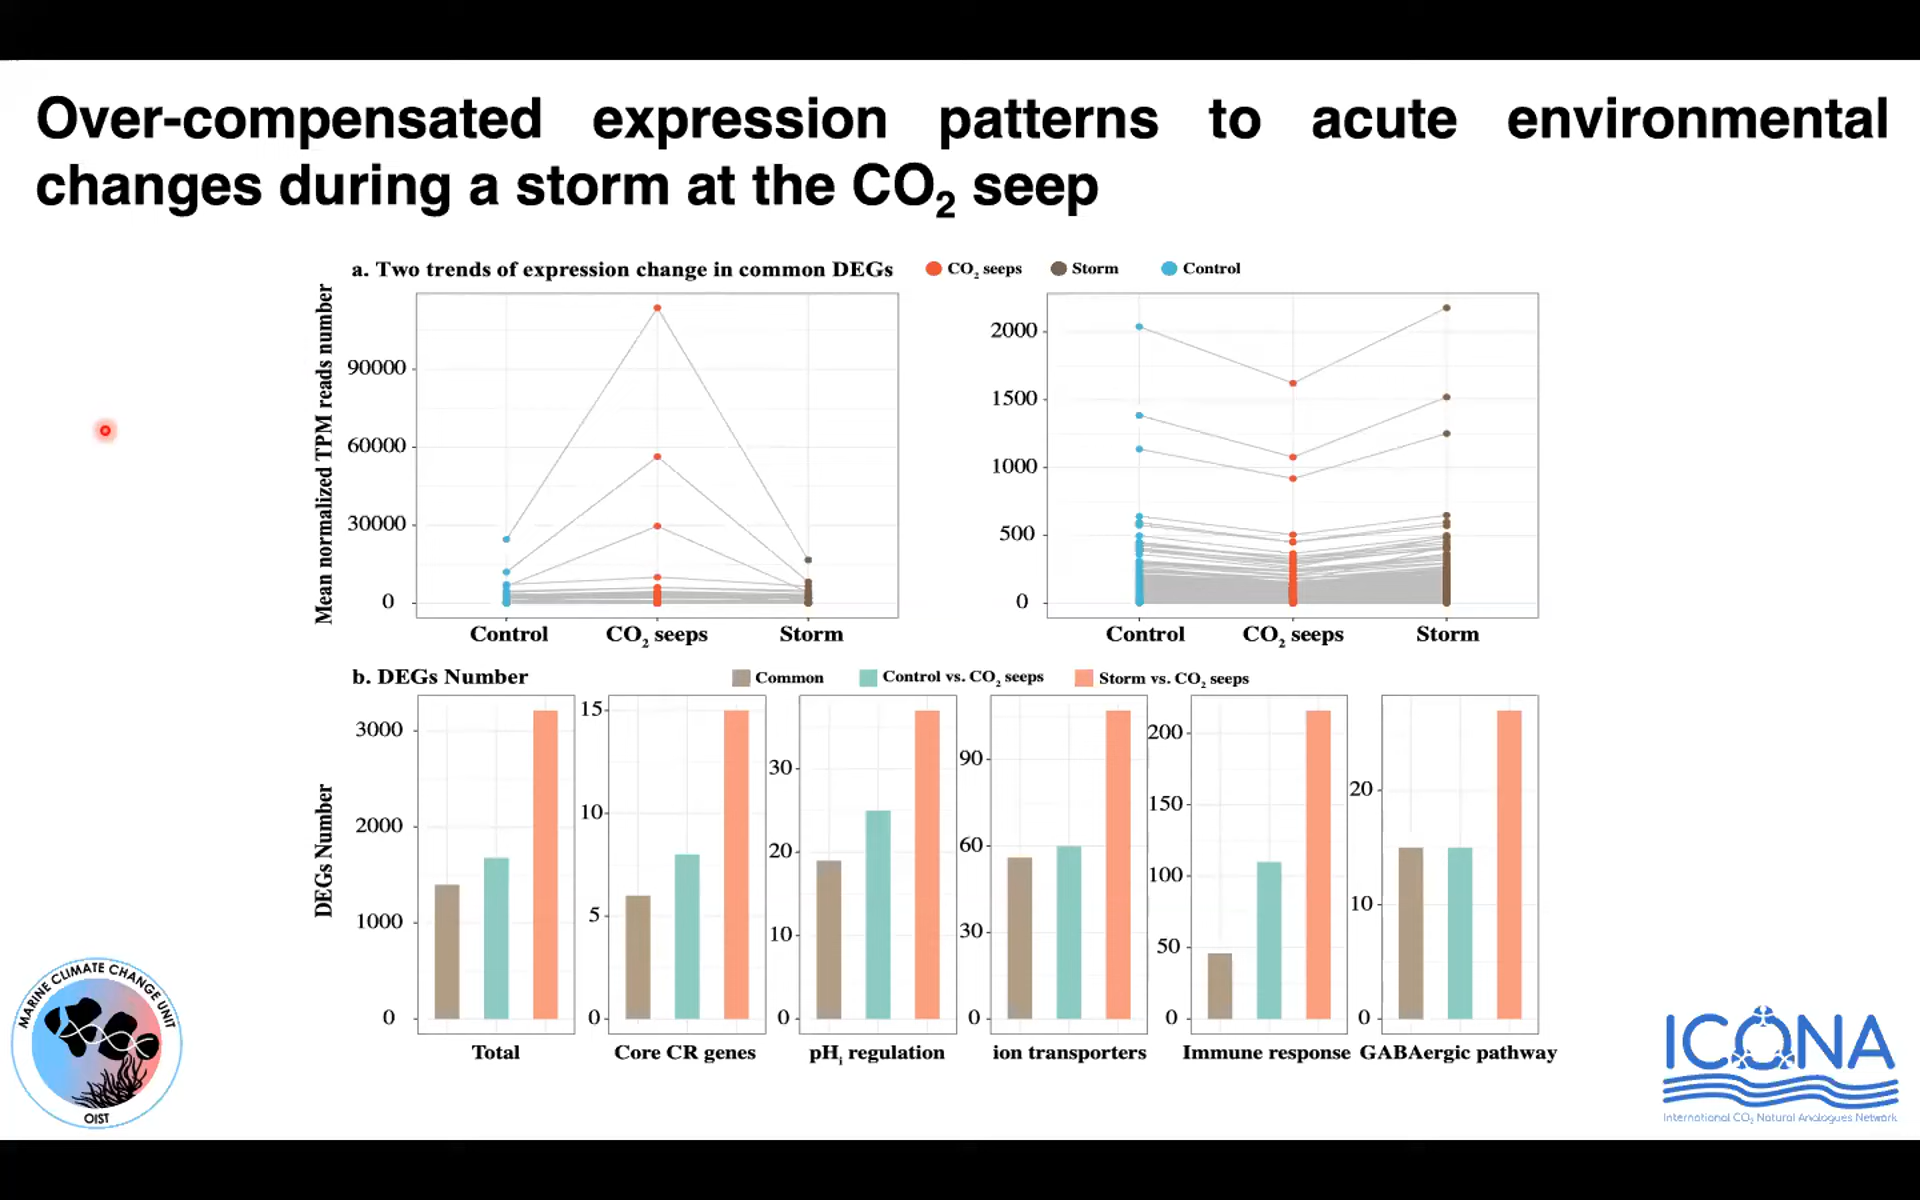 Over-compensated expression patterns to acute environmental
changes during a storm at the CO₂ seep
a. Two trends of expression change in common DEGs
CO₂ seeps
Storm
Control
Mean normalized TPM reads number
90000
60000
30000
0
Control
CO₂ seeps
Storm
2000
1500
1000
500
0
Control
CO₂ seeps
Storm
b. DEGs Number
Common
Control vs. CO₂ seeps
Storm vs. CO₂ seeps
DEGs Number
3000
2000
1000
0
Total
15
10
5
0
Core CR genes
30
20
10
0
pHᵢ regulation
90
60
30
0
ion transporters
200
150
100
50
0
Immune response
20
10
0
GABAergic pathway
MARINE CLIMATE CHANGE UNIT
OIST
ICONA
International CO₂ Natural Analogues Network